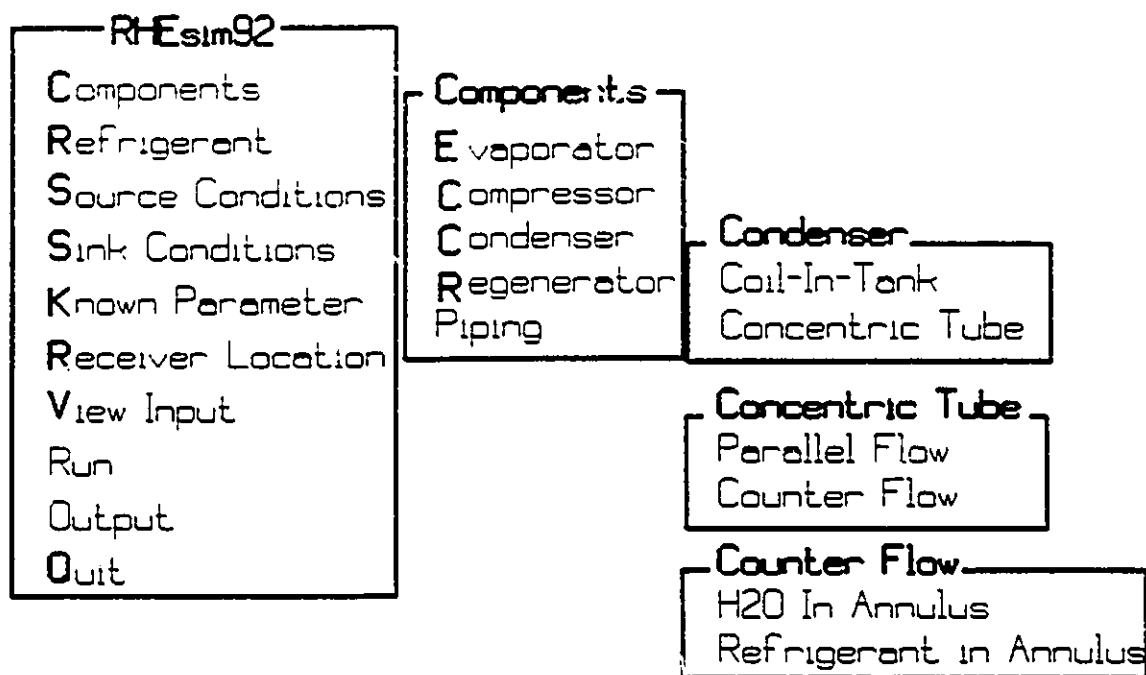 RHEsim92
Components
Refrigerant
Source Conditions
Sink Conditions
Known Parameter
Receiver Location
View Input
Run
Output
Quit
Components
Evaporator
Compressor
Condenser
Regenerator
Piping
Condenser
Coil-In-Tank
Concentric Tube
Concentric Tube
Parallel Flow
Counter Flow
Counter Flow
H2O In Annulus
Refrigerant in Annulus